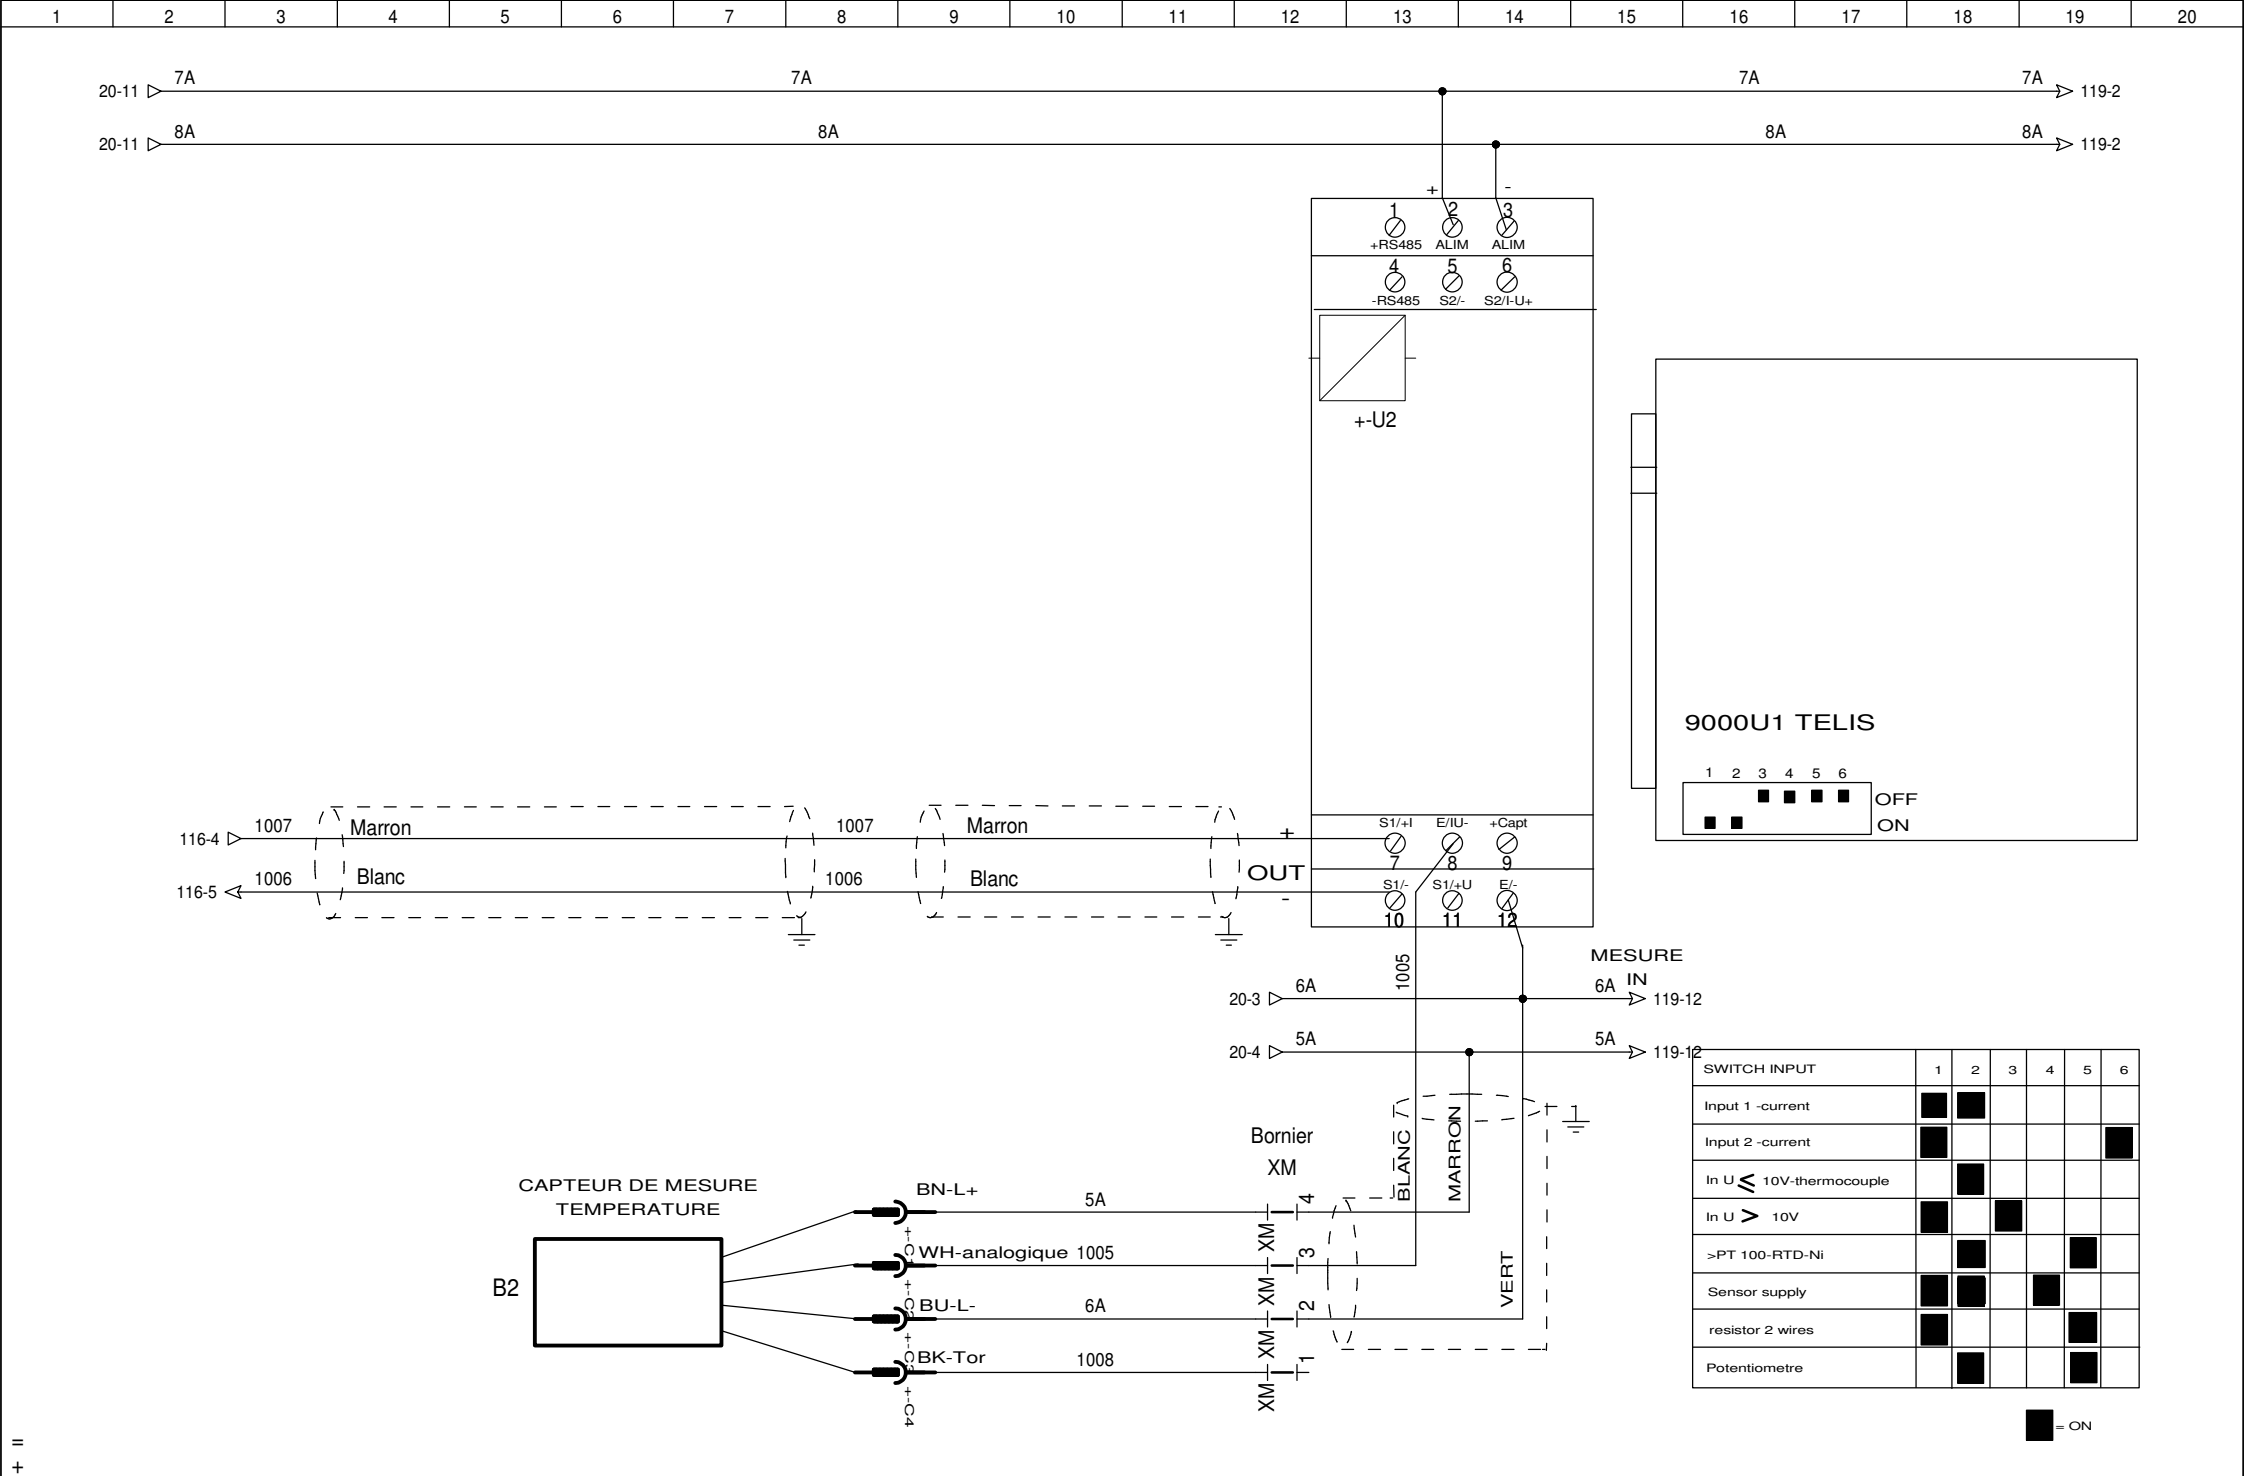 1 2 3 4 5 6 7 8 9 10 11 12 13 14 15 16 17 18 19 20
20-11 7A 7A 7A 7A 119-2
20-11 8A 8A 8A 8A 119-2
+ -
1 2 3
+RS485 ALIM ALIM
4 5 6
-RS485 S2/- S2/I-U+
+-U2
9000U1 TELIS
1 2 3 4 5 6
OFF
ON
116-4 1007 Marron 1007 Marron +
116-5 1006 Blanc 1006 Blanc -
OUT
S1/+I E/IU- +Capt
7 8 9
S1/- S1/+U E/-
10 11 12
1005
MESURE
IN
20-3 6A 6A 119-12
20-4 5A 5A 119-12
BLANC
MARRON
VERT
Bornier
XM
CAPTEUR DE MESURE
TEMPERATURE
B2
BN-L+ 5A XM 4
WH-analogique 1005 XM 3
BU-L- 6A XM 2
BK-Tor 1008 XM 1
+-C4
SWITCH INPUT 1 2 3 4 5 6
Input 1 -current
Input 2 -current
In U ≤ 10V-thermocouple
In U > 10V
>PT 100-RTD-Ni
Sensor supply
resistor 2 wires
Potentiometre
= ON
=
+